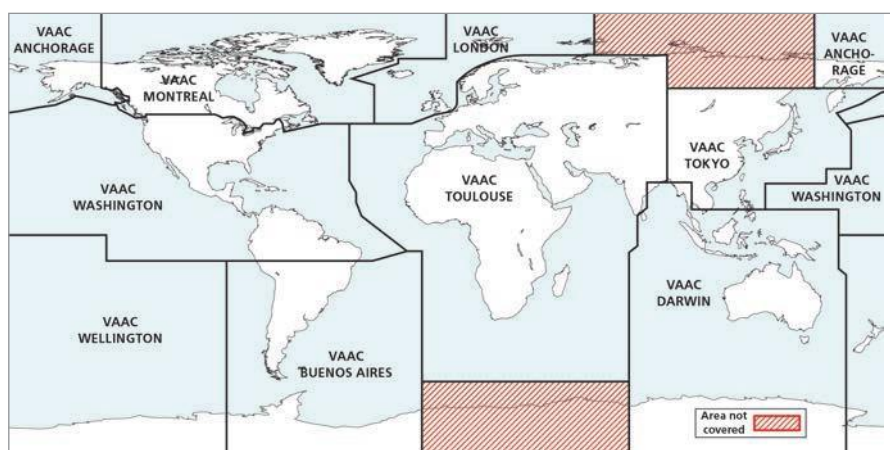 VAAC
ANCHORAGE
VAAC
LONDON
VAAC
ANCHO-
RAGE
VAAC
MONTREAL
VAAC
TOKYO
VAAC
WASHINGTON
VAAC
TOULOUSE
VAAC
WASHINGTON
VAAC
DARWIN
VAAC
WELLINGTON
VAAC
BUENOS AIRES
Area not
covered